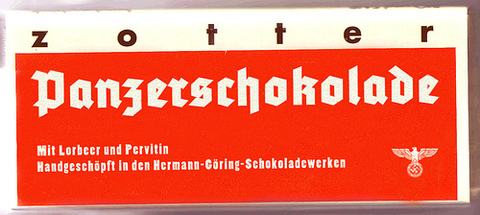 zotter
Panzerschokolade
Mit Lorbeer und Pervitin
Handgeschöpft in den Hermann-Göring-Schokoladewerken